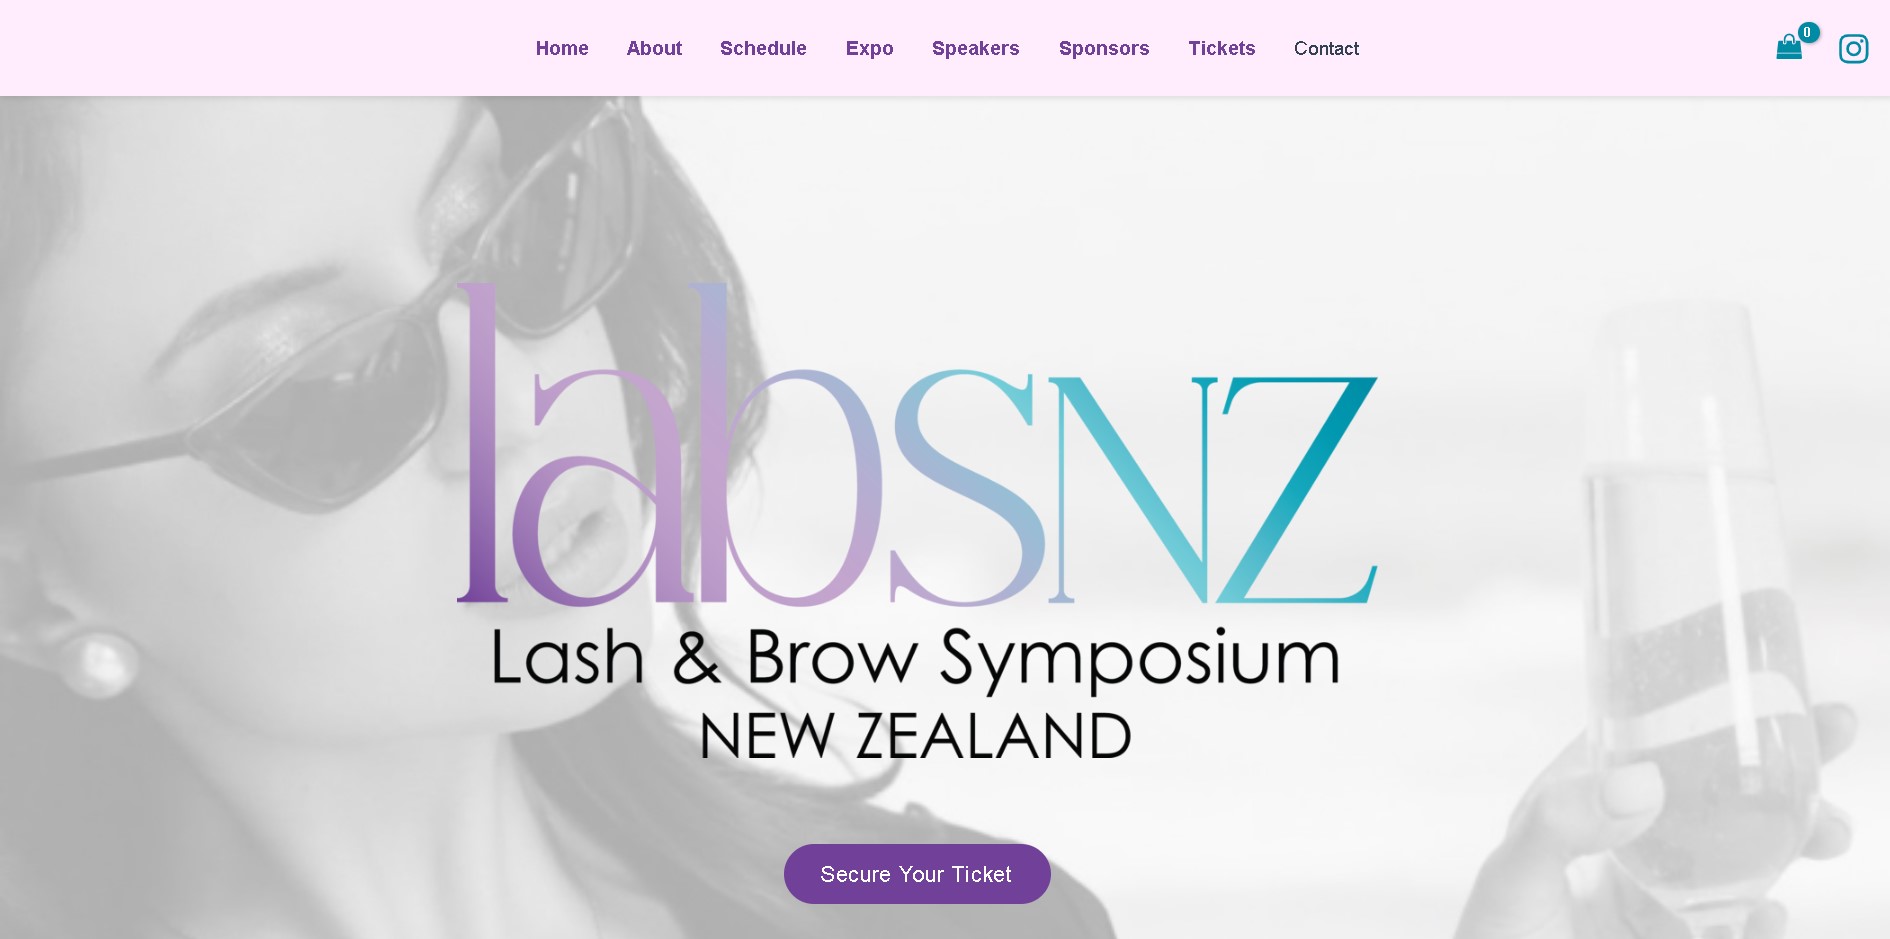 Home About Schedule Expo Speakers Sponsors Tickets Contact 0
labsNZ
Lash & Brow Symposium
NEW ZEALAND
Secure Your Ticket